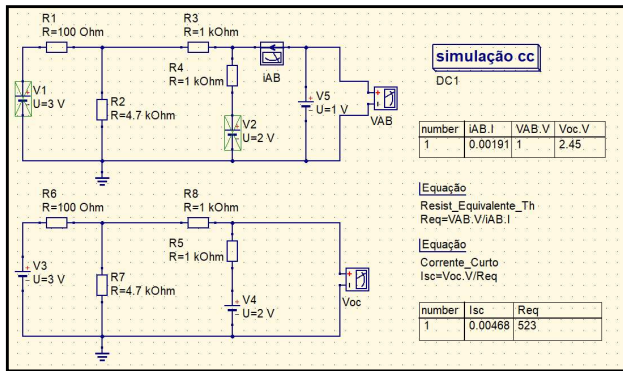 R1
R=100 Ohm
R3
R=1 kOhm
R4
R=1 kOhm
iAB
V1
U=3 V
R2
R=4.7 kOhm
V2
U=2 V
V5
U=1 V
VAB
simulação cc
DC1
number iAB.I VAB.V Voc.V
1 0.00191 1 2.45
R6
R=100 Ohm
R8
R=1 kOhm
R5
R=1 kOhm
V3
U=3 V
R7
R=4.7 kOhm
V4
U=2 V
Voc
Equação
Resist_Equivalente_Th
Req=VAB.V/iAB.I
Equação
Corrente_Curto
Isc=Voc.V/Req
number Isc Req
1 0.00468 523